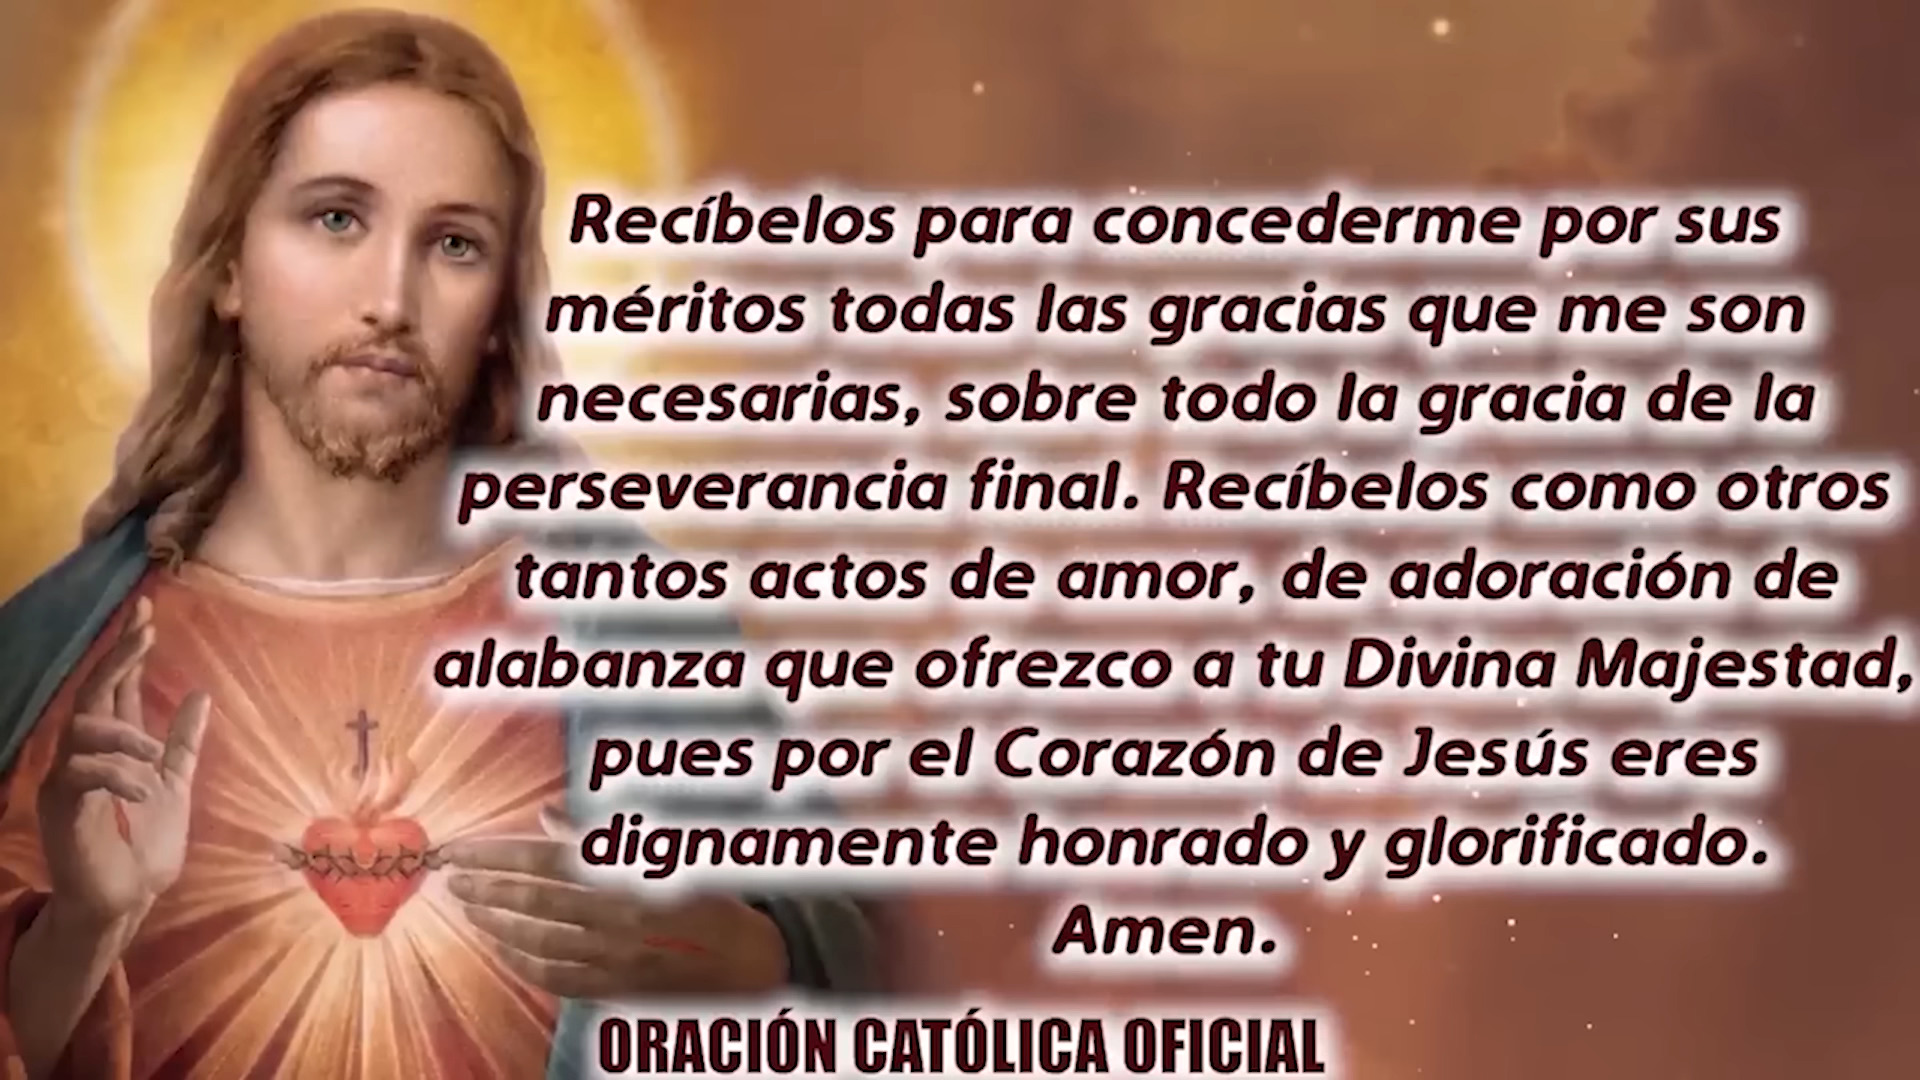 Recíbelos para concederme por sus
méritos todas las gracias que me son
necesarias, sobre todo la gracia de la
perseverancia final. Recíbelos como otros
tantos actos de amor, de adoración de
alabanza que ofrezco a tu Divina Majestad,
pues por el Corazón de Jesús eres
dignamente honrado y glorificado.
Amen.
ORACIÓN CATÓLICA OFICIAL